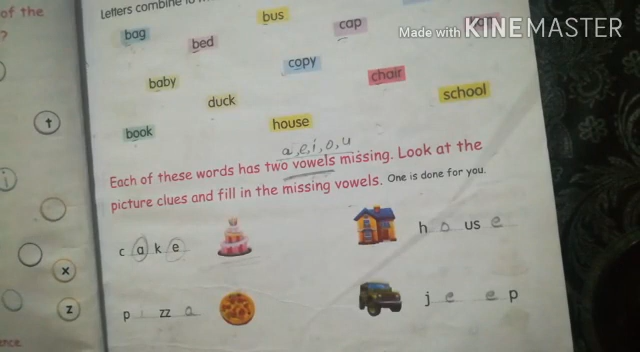 of the
?
Letters combine to
bus
cap
bag
Made with KINEMASTER
bed
copy
chair
baby
duck
school
book
house
t
i
a, e, i, o, u
Each of these words has two vowels missing. Look at the
picture clues and fill in the missing vowels. One is done for you.
c a k e
h o us e
x
z
p i zz a
j e e p
ence.